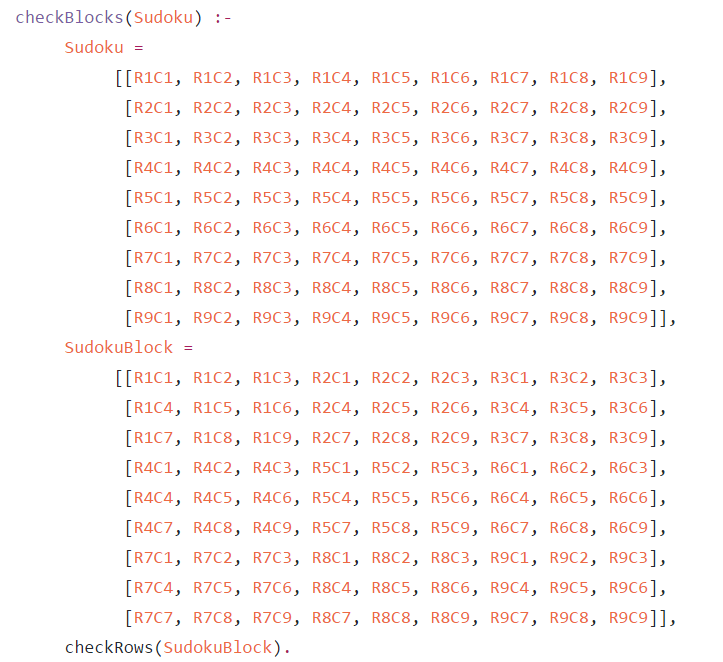 checkBlocks(Sudoku) :-
Sudoku =
[[R1C1, R1C2, R1C3, R1C4, R1C5, R1C6, R1C7, R1C8, R1C9],
[R2C1, R2C2, R2C3, R2C4, R2C5, R2C6, R2C7, R2C8, R2C9],
[R3C1, R3C2, R3C3, R3C4, R3C5, R3C6, R3C7, R3C8, R3C9],
[R4C1, R4C2, R4C3, R4C4, R4C5, R4C6, R4C7, R4C8, R4C9],
[R5C1, R5C2, R5C3, R5C4, R5C5, R5C6, R5C7, R5C8, R5C9],
[R6C1, R6C2, R6C3, R6C4, R6C5, R6C6, R6C7, R6C8, R6C9],
[R7C1, R7C2, R7C3, R7C4, R7C5, R7C6, R7C7, R7C8, R7C9],
[R8C1, R8C2, R8C3, R8C4, R8C5, R8C6, R8C7, R8C8, R8C9],
[R9C1, R9C2, R9C3, R9C4, R9C5, R9C6, R9C7, R9C8, R9C9]],
SudokuBlock =
[[R1C1, R1C2, R1C3, R2C1, R2C2, R2C3, R3C1, R3C2, R3C3],
[R1C4, R1C5, R1C6, R2C4, R2C5, R2C6, R3C4, R3C5, R3C6],
[R1C7, R1C8, R1C9, R2C7, R2C8, R2C9, R3C7, R3C8, R3C9],
[R4C1, R4C2, R4C3, R5C1, R5C2, R5C3, R6C1, R6C2, R6C3],
[R4C4, R4C5, R4C6, R5C4, R5C5, R5C6, R6C4, R6C5, R6C6],
[R4C7, R4C8, R4C9, R5C7, R5C8, R5C9, R6C7, R6C8, R6C9],
[R7C1, R7C2, R7C3, R8C1, R8C2, R8C3, R9C1, R9C2, R9C3],
[R7C4, R7C5, R7C6, R8C4, R8C5, R8C6, R9C4, R9C5, R9C6],
[R7C7, R7C8, R7C9, R8C7, R8C8, R8C9, R9C7, R9C8, R9C9]],
checkRows(SudokuBlock).